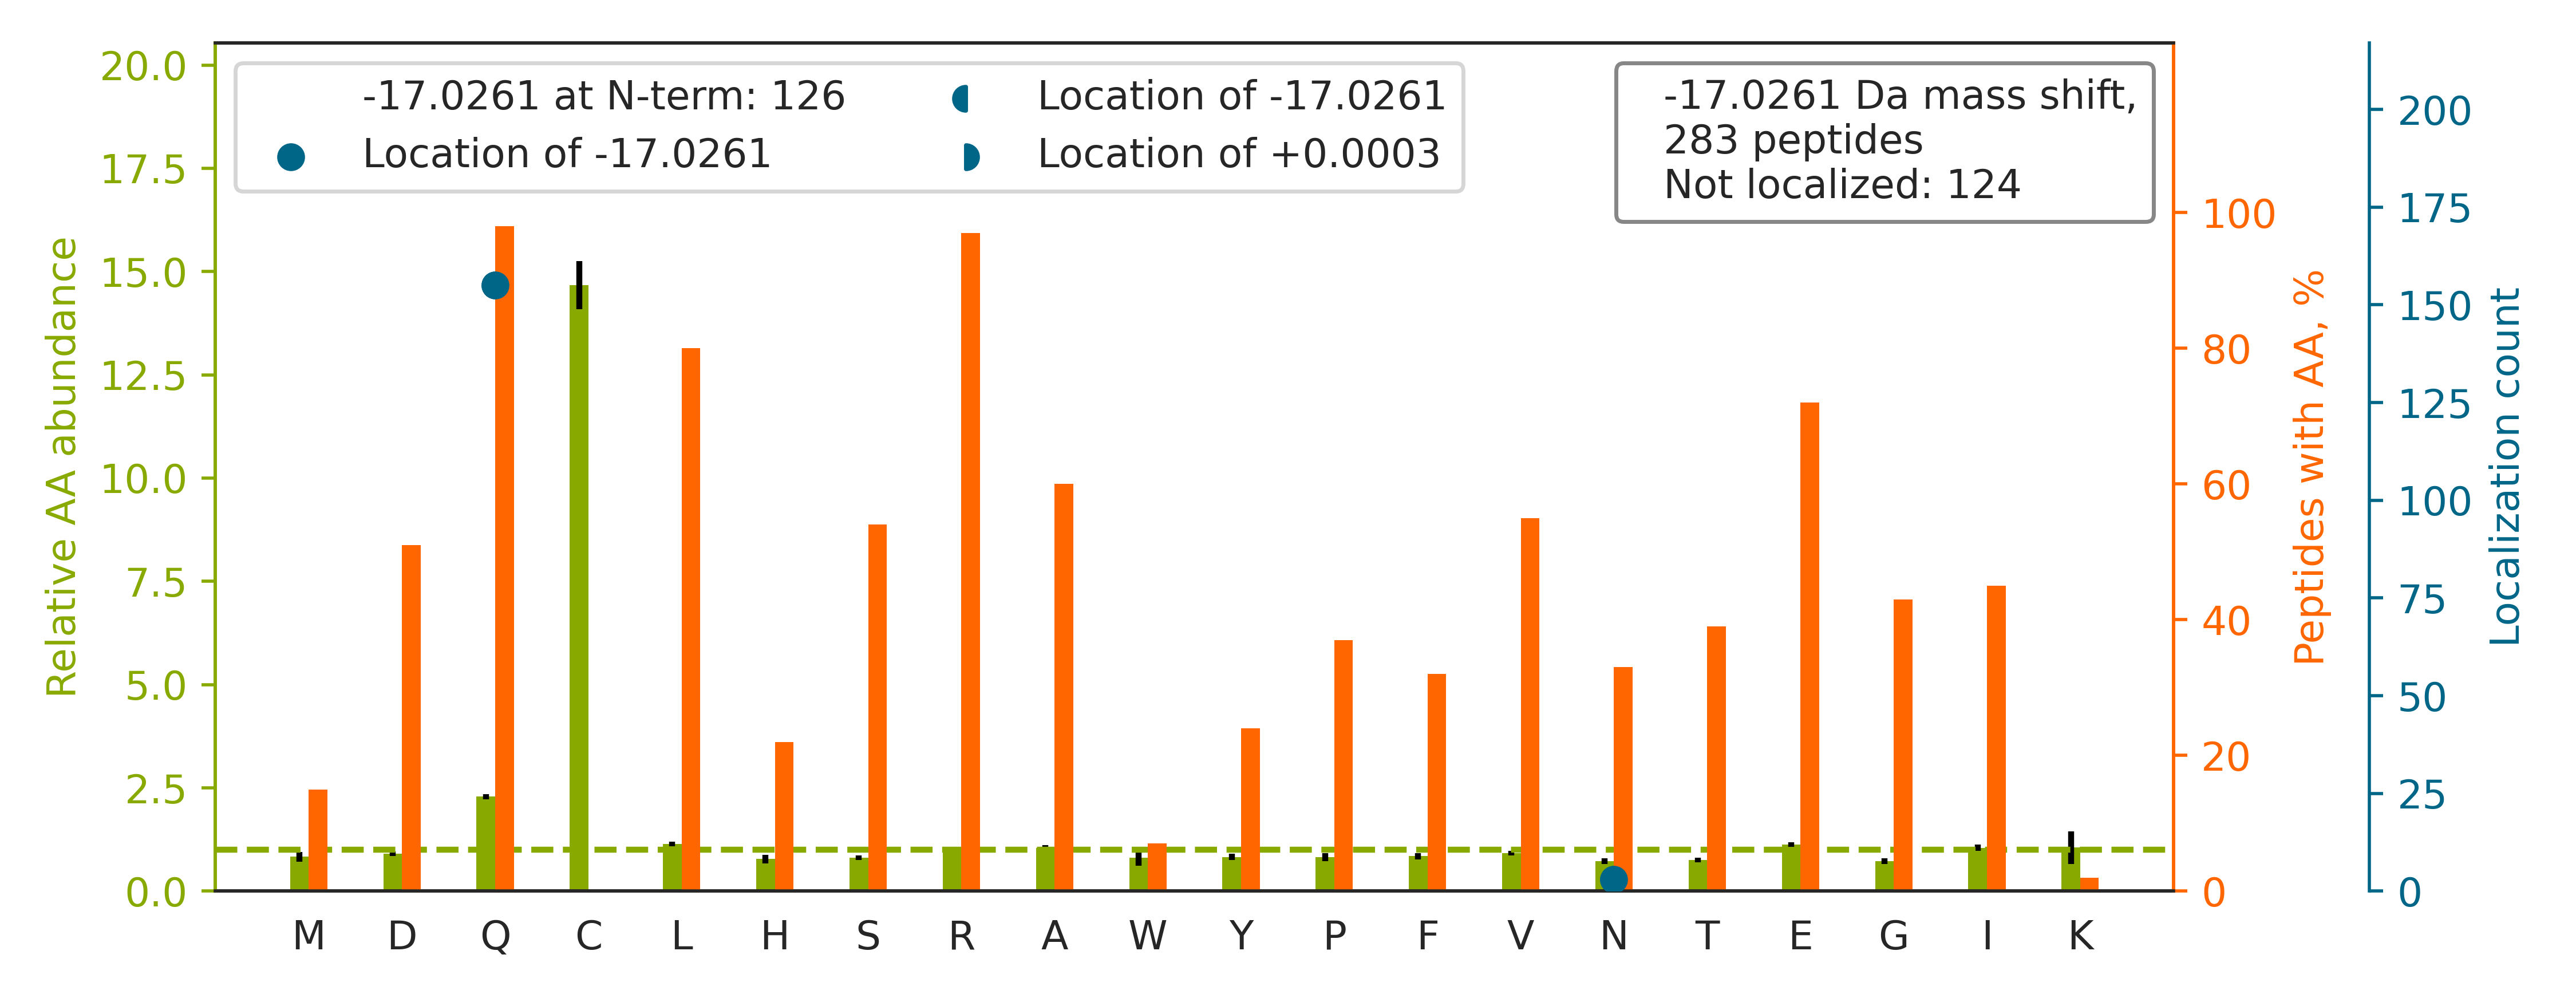 -17.0261 at N-term: 126
Location of -17.0261
Location of -17.0261
Location of +0.0003
-17.0261 Da mass shift,
283 peptides
Not localized: 124
Relative AA abundance
20.0
17.5
15.0
12.5
10.0
7.5
5.0
2.5
0.0
M D Q C L H S R A W Y P F V N T E G I K
100
80
60
40
20
0
Peptides with AA, %
200
175
150
125
100
75
50
25
0
Localization count